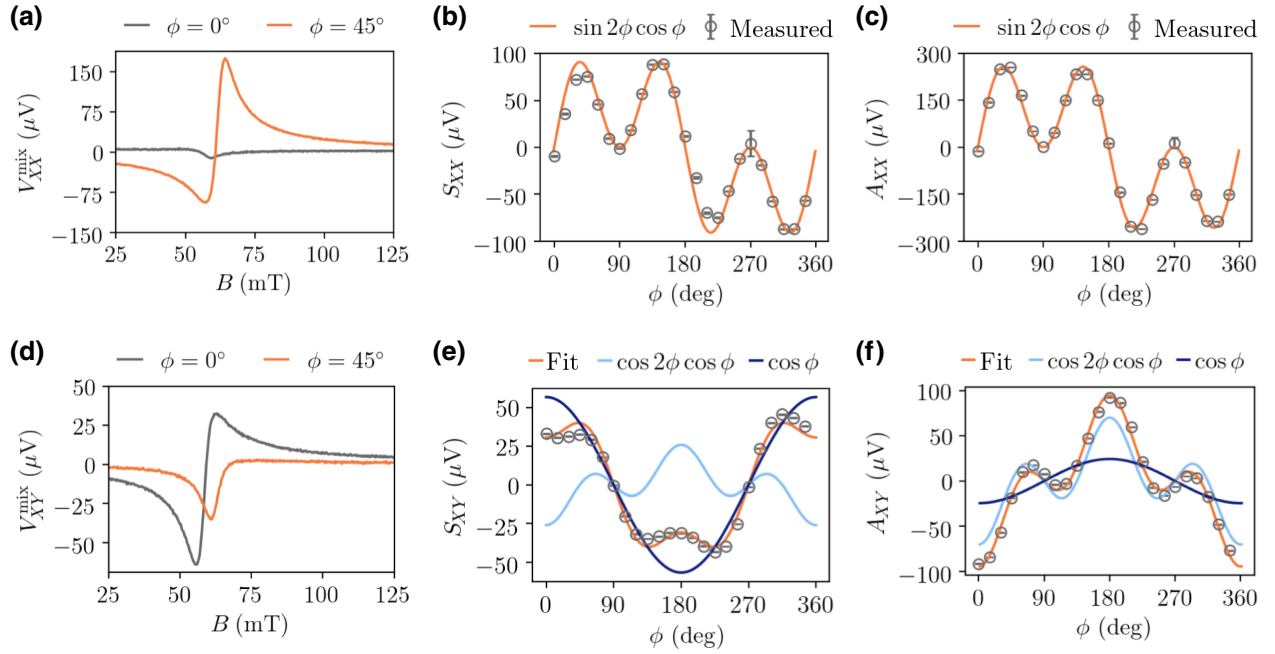 (a)
ϕ = 0° ϕ = 45°
150
75
0
−75
−150
V_XX^mix (μV)
25 50 75 100 125
B (mT)
(b)
sin 2ϕ cos ϕ Measured
100
50
0
−50
−100
S_XX (μV)
0 90 180 270 360
ϕ (deg)
(c)
sin 2ϕ cos ϕ Measured
300
150
0
−150
−300
A_XX (μV)
0 90 180 270 360
ϕ (deg)
(d)
ϕ = 0° ϕ = 45°
50
25
0
−25
−50
V_XY^mix (μV)
25 50 75 100 125
B (mT)
(e)
Fit cos 2ϕ cos ϕ cos ϕ
50
25
0
−25
−50
S_XY (μV)
0 90 180 270 360
ϕ (deg)
(f)
Fit cos 2ϕ cos ϕ cos ϕ
100
50
0
−50
−100
A_XY (μV)
0 90 180 270 360
ϕ (deg)